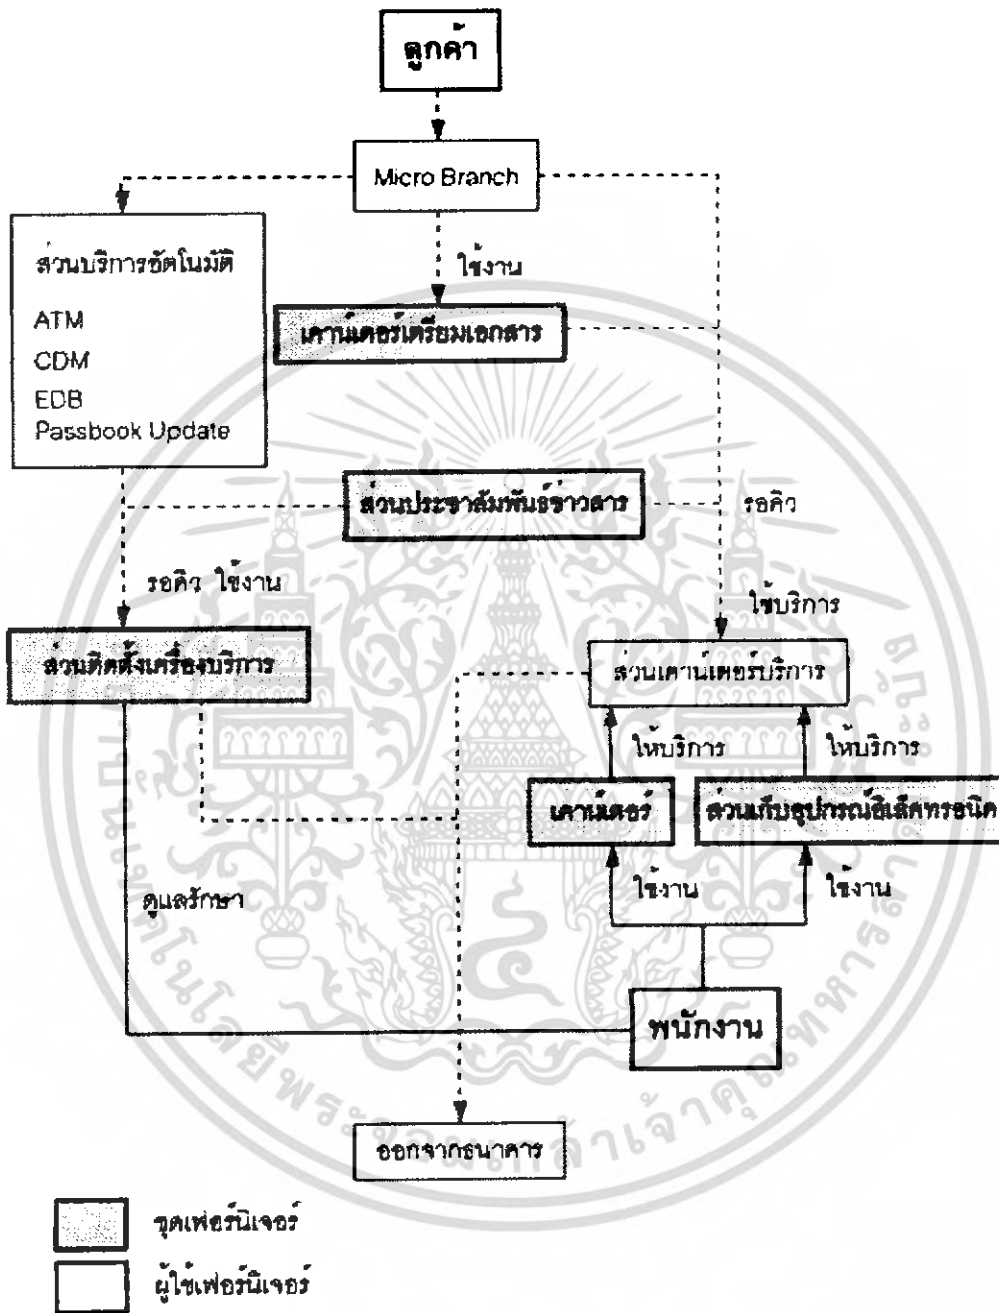 ลูกค้า
Micro Branch
ส่วนบริการอัตโนมัติ
ATM
CDM
EDB
Passbook Update
ใช้งาน
เคาน์เตอร์เตรียมเอกสาร
ส่วนประชาสัมพันธ์ข่าวสาร
รอคิว
รอคิว ใช้งาน
ใช้บริการ
ส่วนติดตั้งเครื่องบริการ
ส่วนเคาน์เตอร์บริการ
ให้บริการ
ให้บริการ
เคาน์เตอร์
ส่วนเก็บอุปกรณ์อิเล็คทรอนิค
ใช้งาน
ใช้งาน
ดูแลรักษา
พนักงาน
ออกจากธนาคาร
ชุดเฟอร์นิเจอร์
ผู้ใช้เฟอร์นิเจอร์